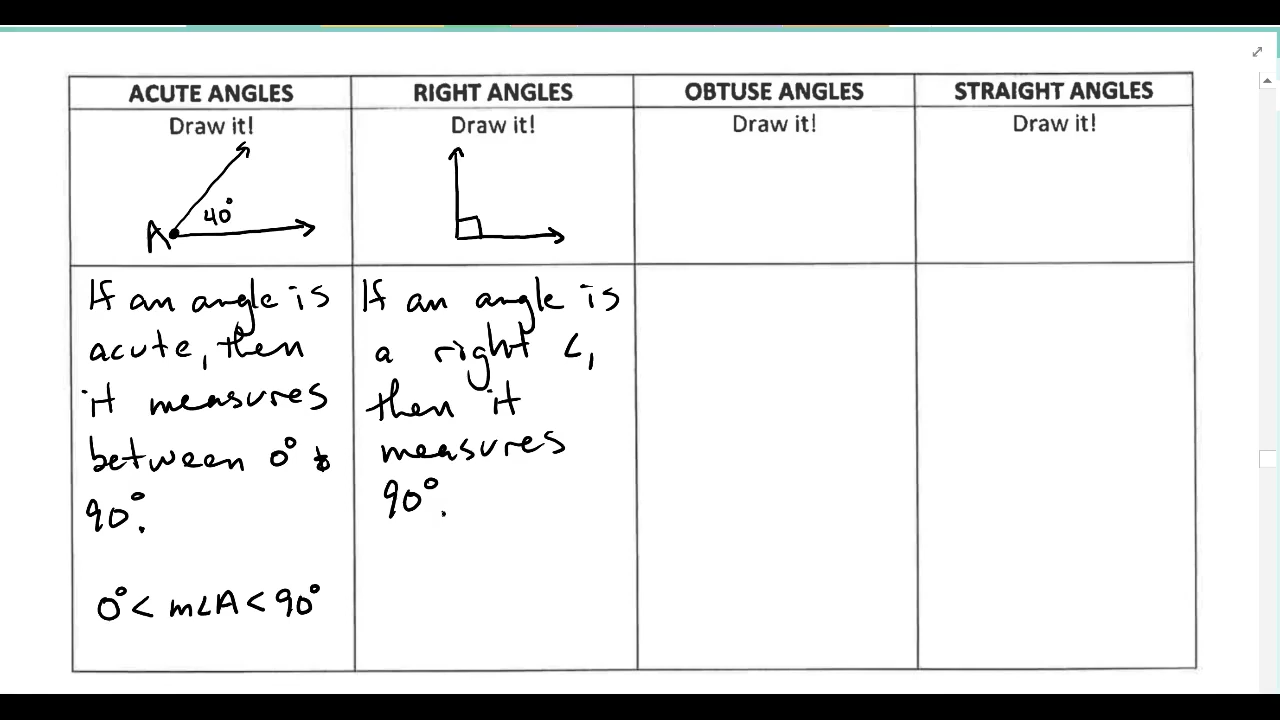 ACUTE ANGLES RIGHT ANGLES OBTUSE ANGLES STRAIGHT ANGLES
Draw it! Draw it! Draw it! Draw it!
40°
A
If an angle is
acute, then
it measures
between 0° &
90°.
0° < m∠A < 90°
If an angle is
a right ∠,
then it
measures
90°.